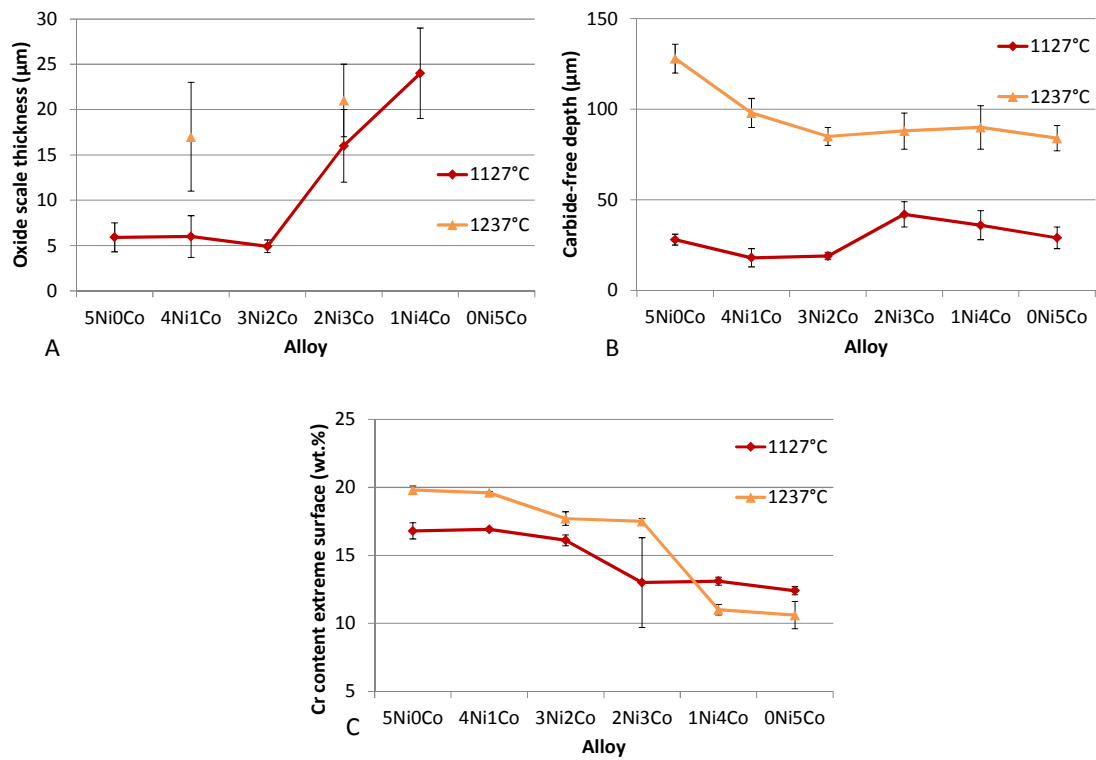 Oxide scale thickness (µm)
30
25
20
15
10
5
0
1127°C
1237°C
5Ni0Co 4Ni1Co 3Ni2Co 2Ni3Co 1Ni4Co 0Ni5Co
A
Alloy
Carbide-free depth (µm)
150
100
50
0
1127°C
1237°C
5Ni0Co 4Ni1Co 3Ni2Co 2Ni3Co 1Ni4Co 0Ni5Co
B
Alloy
Cr content extreme surface (wt.%)
25
20
15
10
5
1127°C
1237°C
5Ni0Co 4Ni1Co 3Ni2Co 2Ni3Co 1Ni4Co 0Ni5Co
C
Alloy